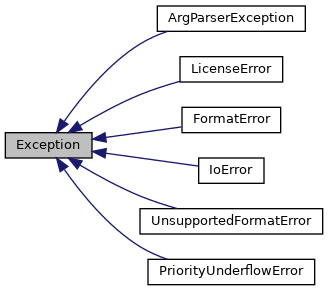 ArgParserException
LicenseError
FormatError
Exception
IoError
UnsupportedFormatError
PriorityUnderflowError